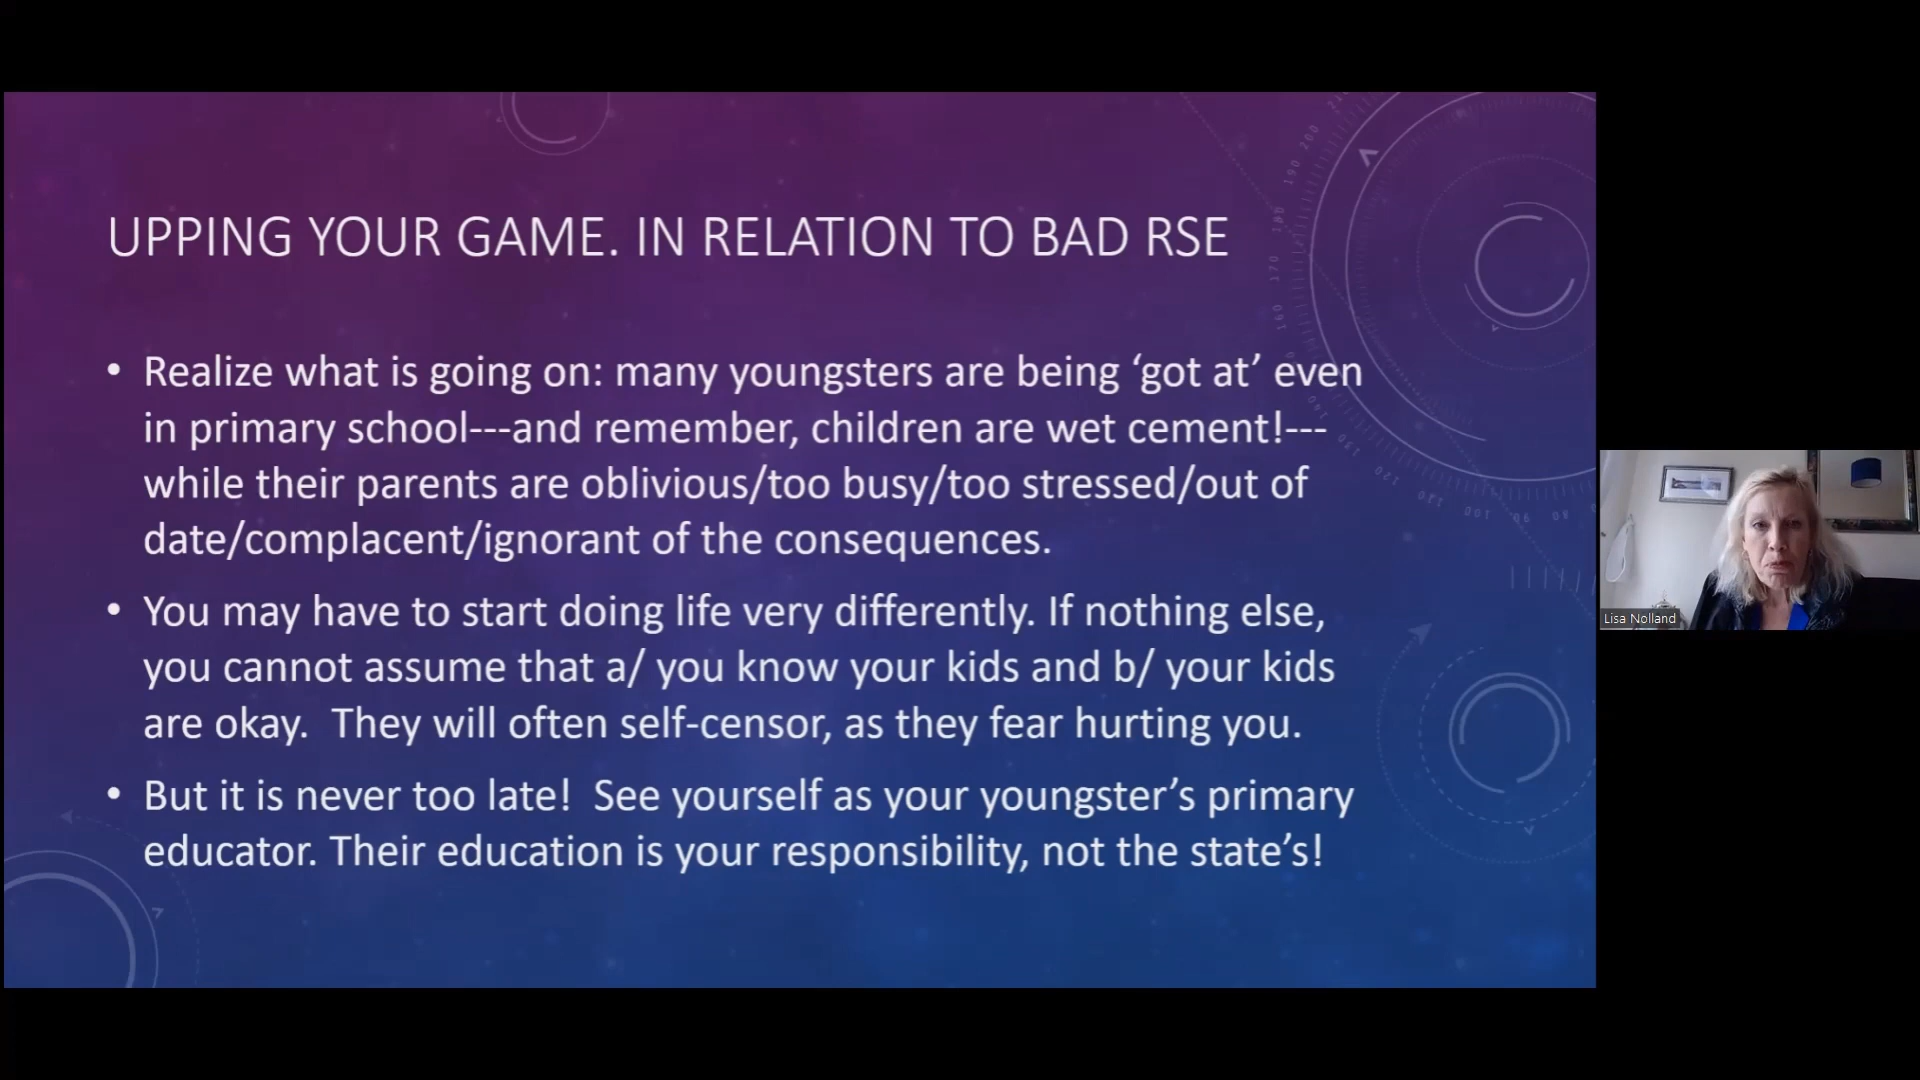 UPPING YOUR GAME. IN RELATION TO BAD RSE
• Realize what is going on: many youngsters are being ‘got at’ even
in primary school---and remember, children are wet cement!---
while their parents are oblivious/too busy/too stressed/out of
date/complacent/ignorant of the consequences.
• You may have to start doing life very differently. If nothing else,
you cannot assume that a/ you know your kids and b/ your kids
are okay.  They will often self-censor, as they fear hurting you.
• But it is never too late!  See yourself as your youngster’s primary
educator. Their education is your responsibility, not the state’s!
Lisa Nolland